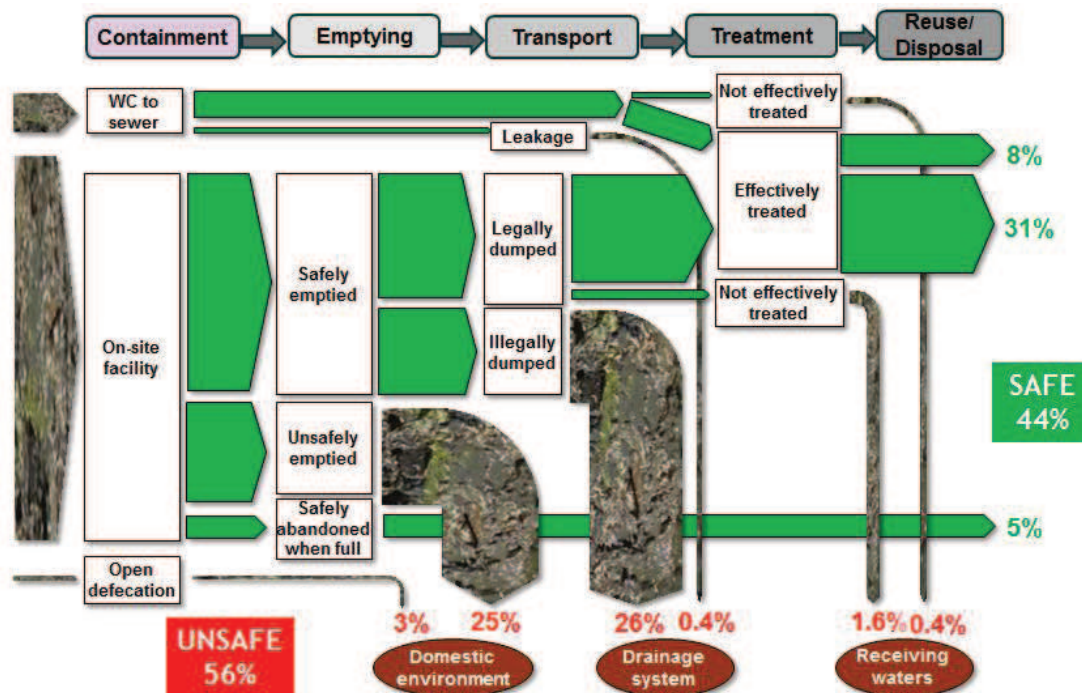 Containment
Emptying
Transport
Treatment
Reuse/
Disposal
WC to
sewer
Leakage
Not effectively
treated
Effectively
treated
8%
31%
On-site
facility
Safely
emptied
Legally
dumped
Not effectively
treated
Illegally
dumped
SAFE
44%
Unsafely
emptied
Safely
abandoned
when full
5%
Open
defecation
UNSAFE
56%
3%
25%
26%
0.4%
1.6%
0.4%
Domestic
environment
Drainage
system
Receiving
waters